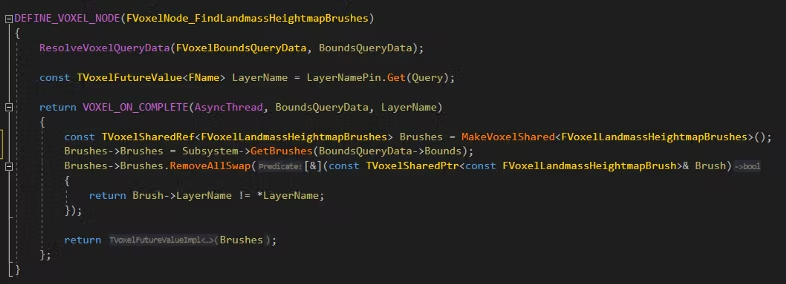 DEFINE_VOXEL_NODE(FVoxelNode_FindLandmassHeightmapBrushes)
{
    ResolveVoxelQueryData(FVoxelBoundsQueryData, BoundsQueryData);
    const TVoxelFutureValue<FName> LayerName = LayerNamePin.Get(Query);
    return VOXEL_ON_COMPLETE(AsyncThread, BoundsQueryData, LayerName)
    {
        const TVoxelSharedRef<FVoxelLandmassHeightmapBrushes> Brushes = MakeVoxelShared<FVoxelLandmassHeightmapBrushes>();
        Brushes->Brushes = Subsystem->GetBrushes(BoundsQueryData->Bounds);
        Brushes->Brushes.RemoveAllSwap(Predicate:[&](const TVoxelSharedPtr<const FVoxelLandmassHeightmapBrush>& Brush)->bool
        {
            return Brush->LayerName != *LayerName;
        });
        return TVoxelFutureValueImpl<…>(Brushes);
    };
}